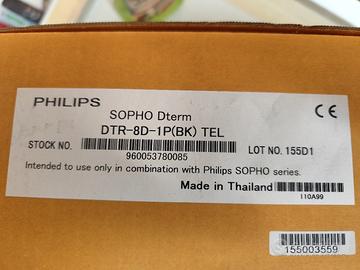 PHILIPS
SOPHO Dterm
DTR-8D-1P(BK) TEL
STOCK NO.
960053780085
LOT NO. 155D1
Intended to use only in combination with Philips SOPHO series.
Made in Thailand
I10A99
CE
155003559